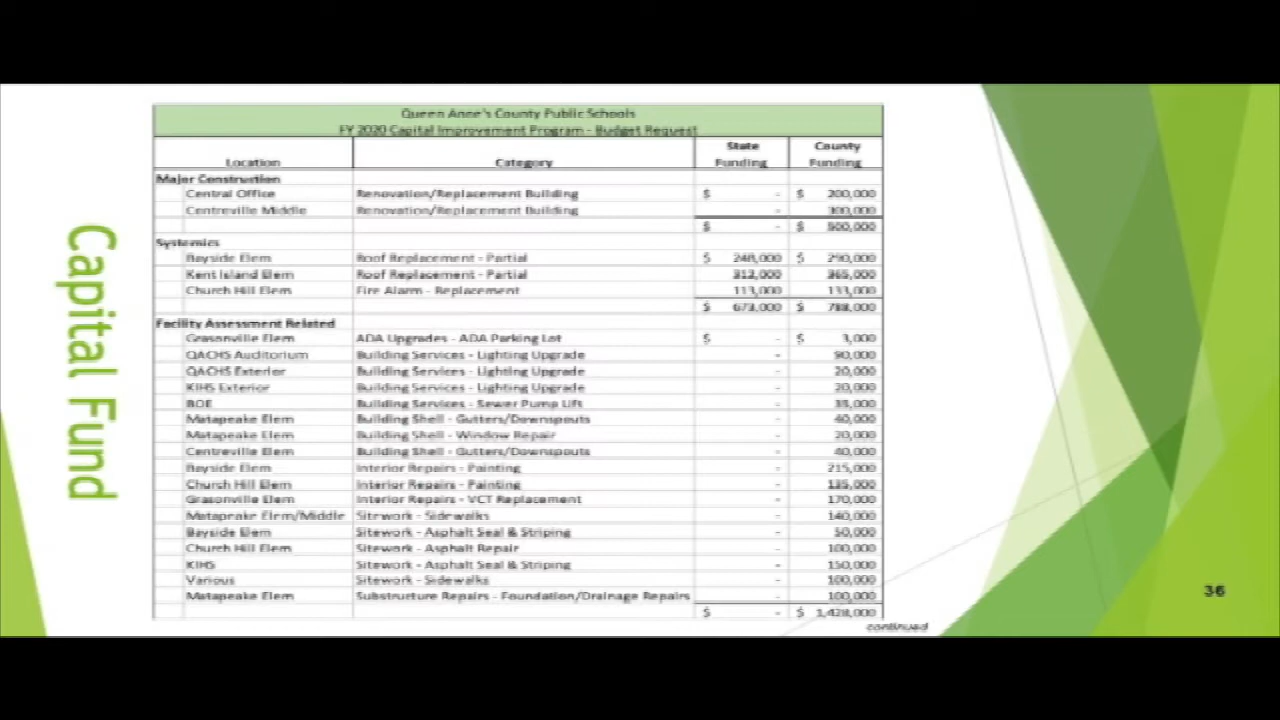 Capital Fund
Queen Anne's County Public Schools
FY 2020 Capital Improvement Program - Budget Request
Location Category State Funding County Funding
Major Construction
Central Office Renovation/Replacement Building $ - $ 200,000
Centreville Middle Renovation/Replacement Building - 300,000
$ - $ 500,000
Systemics
Bayside Elem Roof Replacement - Partial $ 248,000 $ 290,000
Kent Island Elem Roof Replacement - Partial 312,000 365,000
Church Hill Elem Fire Alarm - Replacement 113,000 133,000
$ 673,000 $ 788,000
Facility Assessment Related
Grasonville Elem ADA Upgrades - ADA Parking Lot $ - $ 3,000
QACHS Auditorium Building Services - Lighting Upgrade - 90,000
QACHS Exterior Building Services - Lighting Upgrade - 20,000
KIHS Exterior Building Services - Lighting Upgrade - 20,000
BOE Building Services - Sewer Pump Lift - 35,000
Matapeake Elem Building Shell - Gutters/Downspouts - 40,000
Matapeake Elem Building Shell - Window Repair - 20,000
Centreville Elem Building Shell - Gutters/Downspouts - 40,000
Bayside Elem Interior Repairs - Painting - 215,000
Church Hill Elem Interior Repairs - Painting - 135,000
Grasonville Elem Interior Repairs - VCT Replacement - 170,000
Matapeake Elem/Middle Sitework - Sidewalks - 140,000
Bayside Elem Sitework - Asphalt Seal & Striping - 50,000
Church Hill Elem Sitework - Asphalt Repair - 100,000
KIHS Sitework - Asphalt Seal & Striping - 150,000
Various Sitework - Sidewalks - 100,000
Matapeake Elem Substructure Repairs - Foundation/Drainage Repairs - 100,000
$ - $ 1,428,000
continued
36